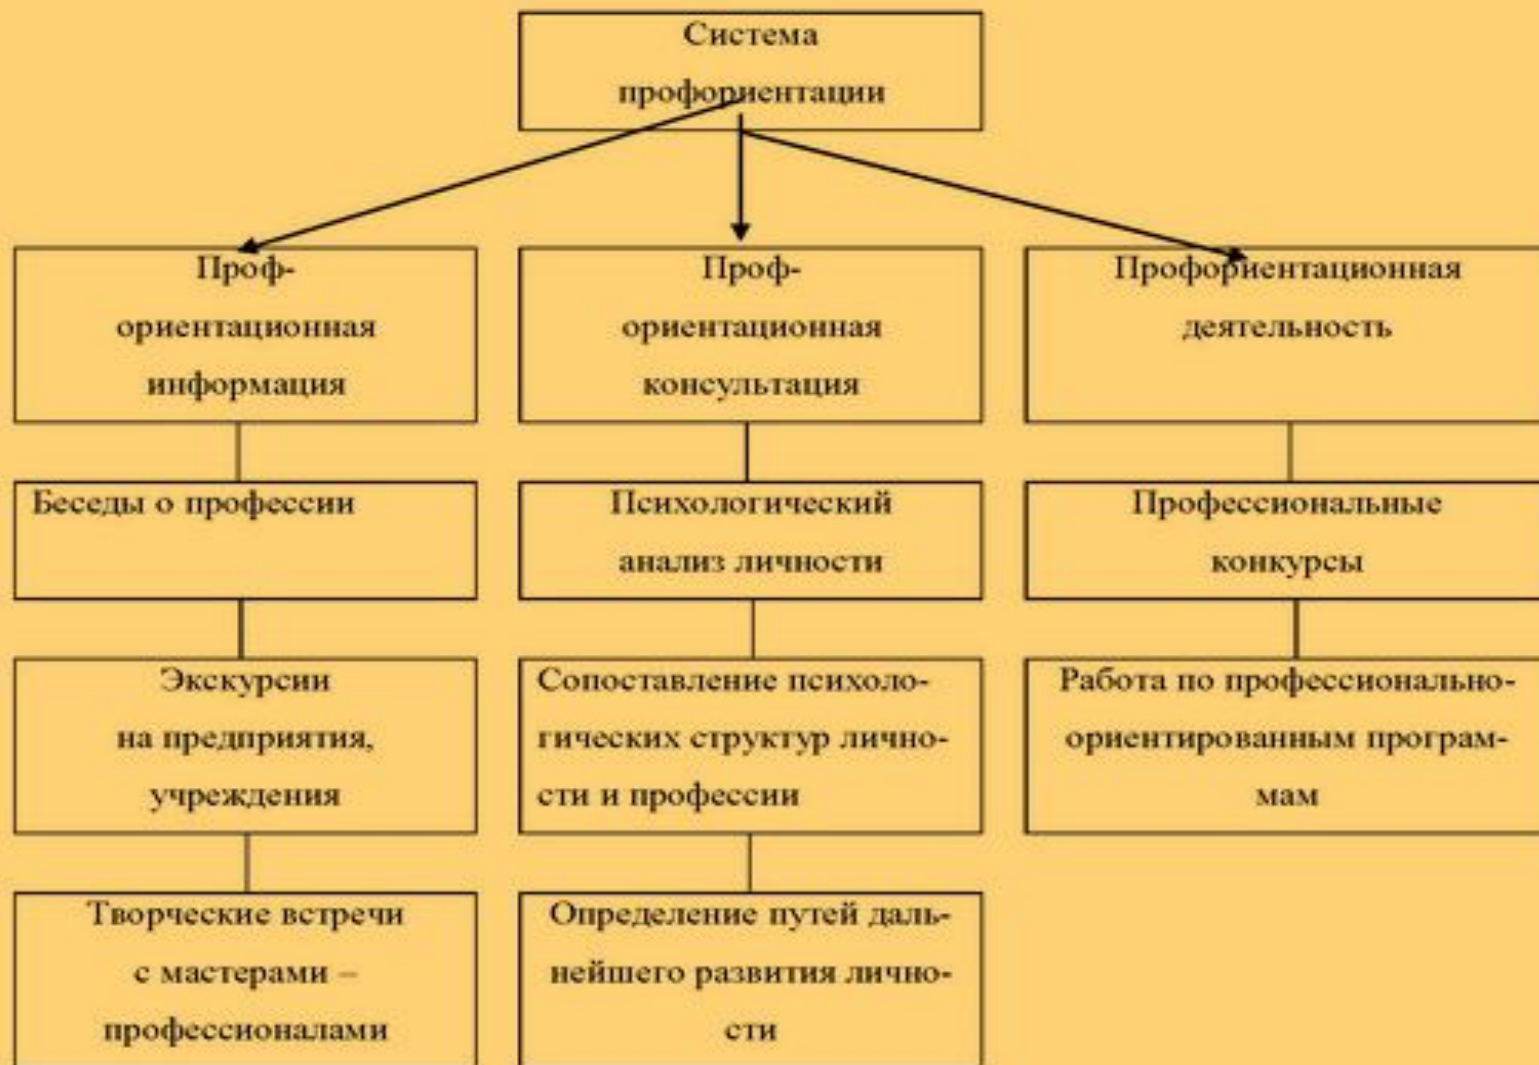 Система
профориентации
Проф-
ориентационная
информация
Проф-
ориентационная
консультация
Профориентационная
деятельность
Беседы о профессии
Психологический
анализ личности
Профессиональные
конкурсы
Экскурсии
на предприятия,
учреждения
Сопоставление психоло-
гических структур лично-
сти и профессии
Работа по профессионально-
ориентированным програм-
мам
Творческие встречи
с мастерами –
профессионалами
Определение путей даль-
нейшего развития лично-
сти